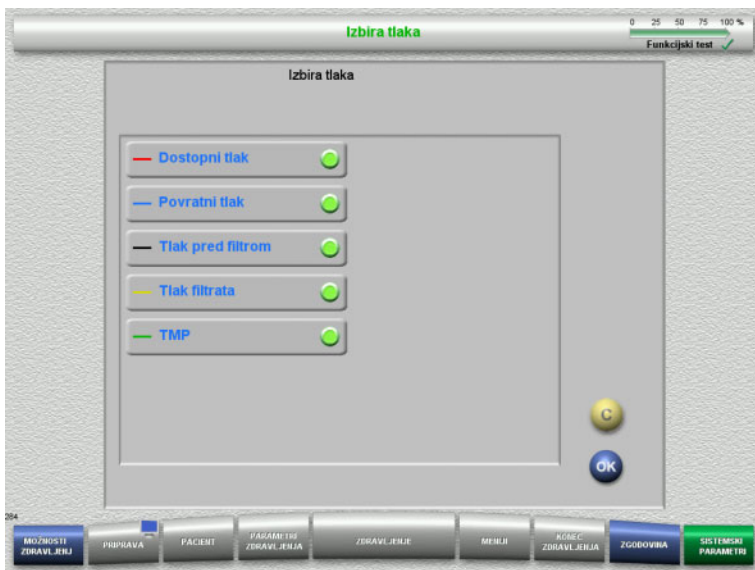 Izbira tlaka
0 25 50 75 100 %
Funkcijski test
Izbira tlaka
Dostopni tlak
Povratni tlak
Tlak pred filtrom
Tlak filtrata
TMP
C
OK
264
MOŽNOSTI
ZDRAVLJENJ
PRIPRAVA
PACIENT
PARAMETRI
ZDRAVLJENJA
ZDRAVLJENJE
MENIJI
KONEC
ZDRAVLJENJA
ZGODOVINA
SISTEMSKI
PARAMETRI